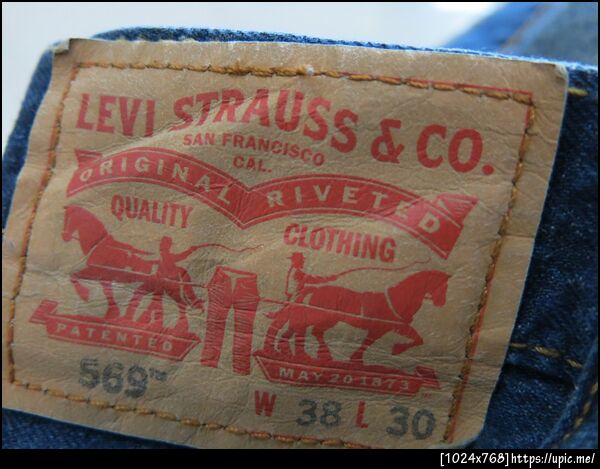 LEVI STRAUSS & CO.
SAN FRANCISCO
CAL.
ORIGINAL RIVETED
QUALITY CLOTHING
PATENTED MAY 20 1873
569™
W 38 L 30
[1024x768]https://upic.me/